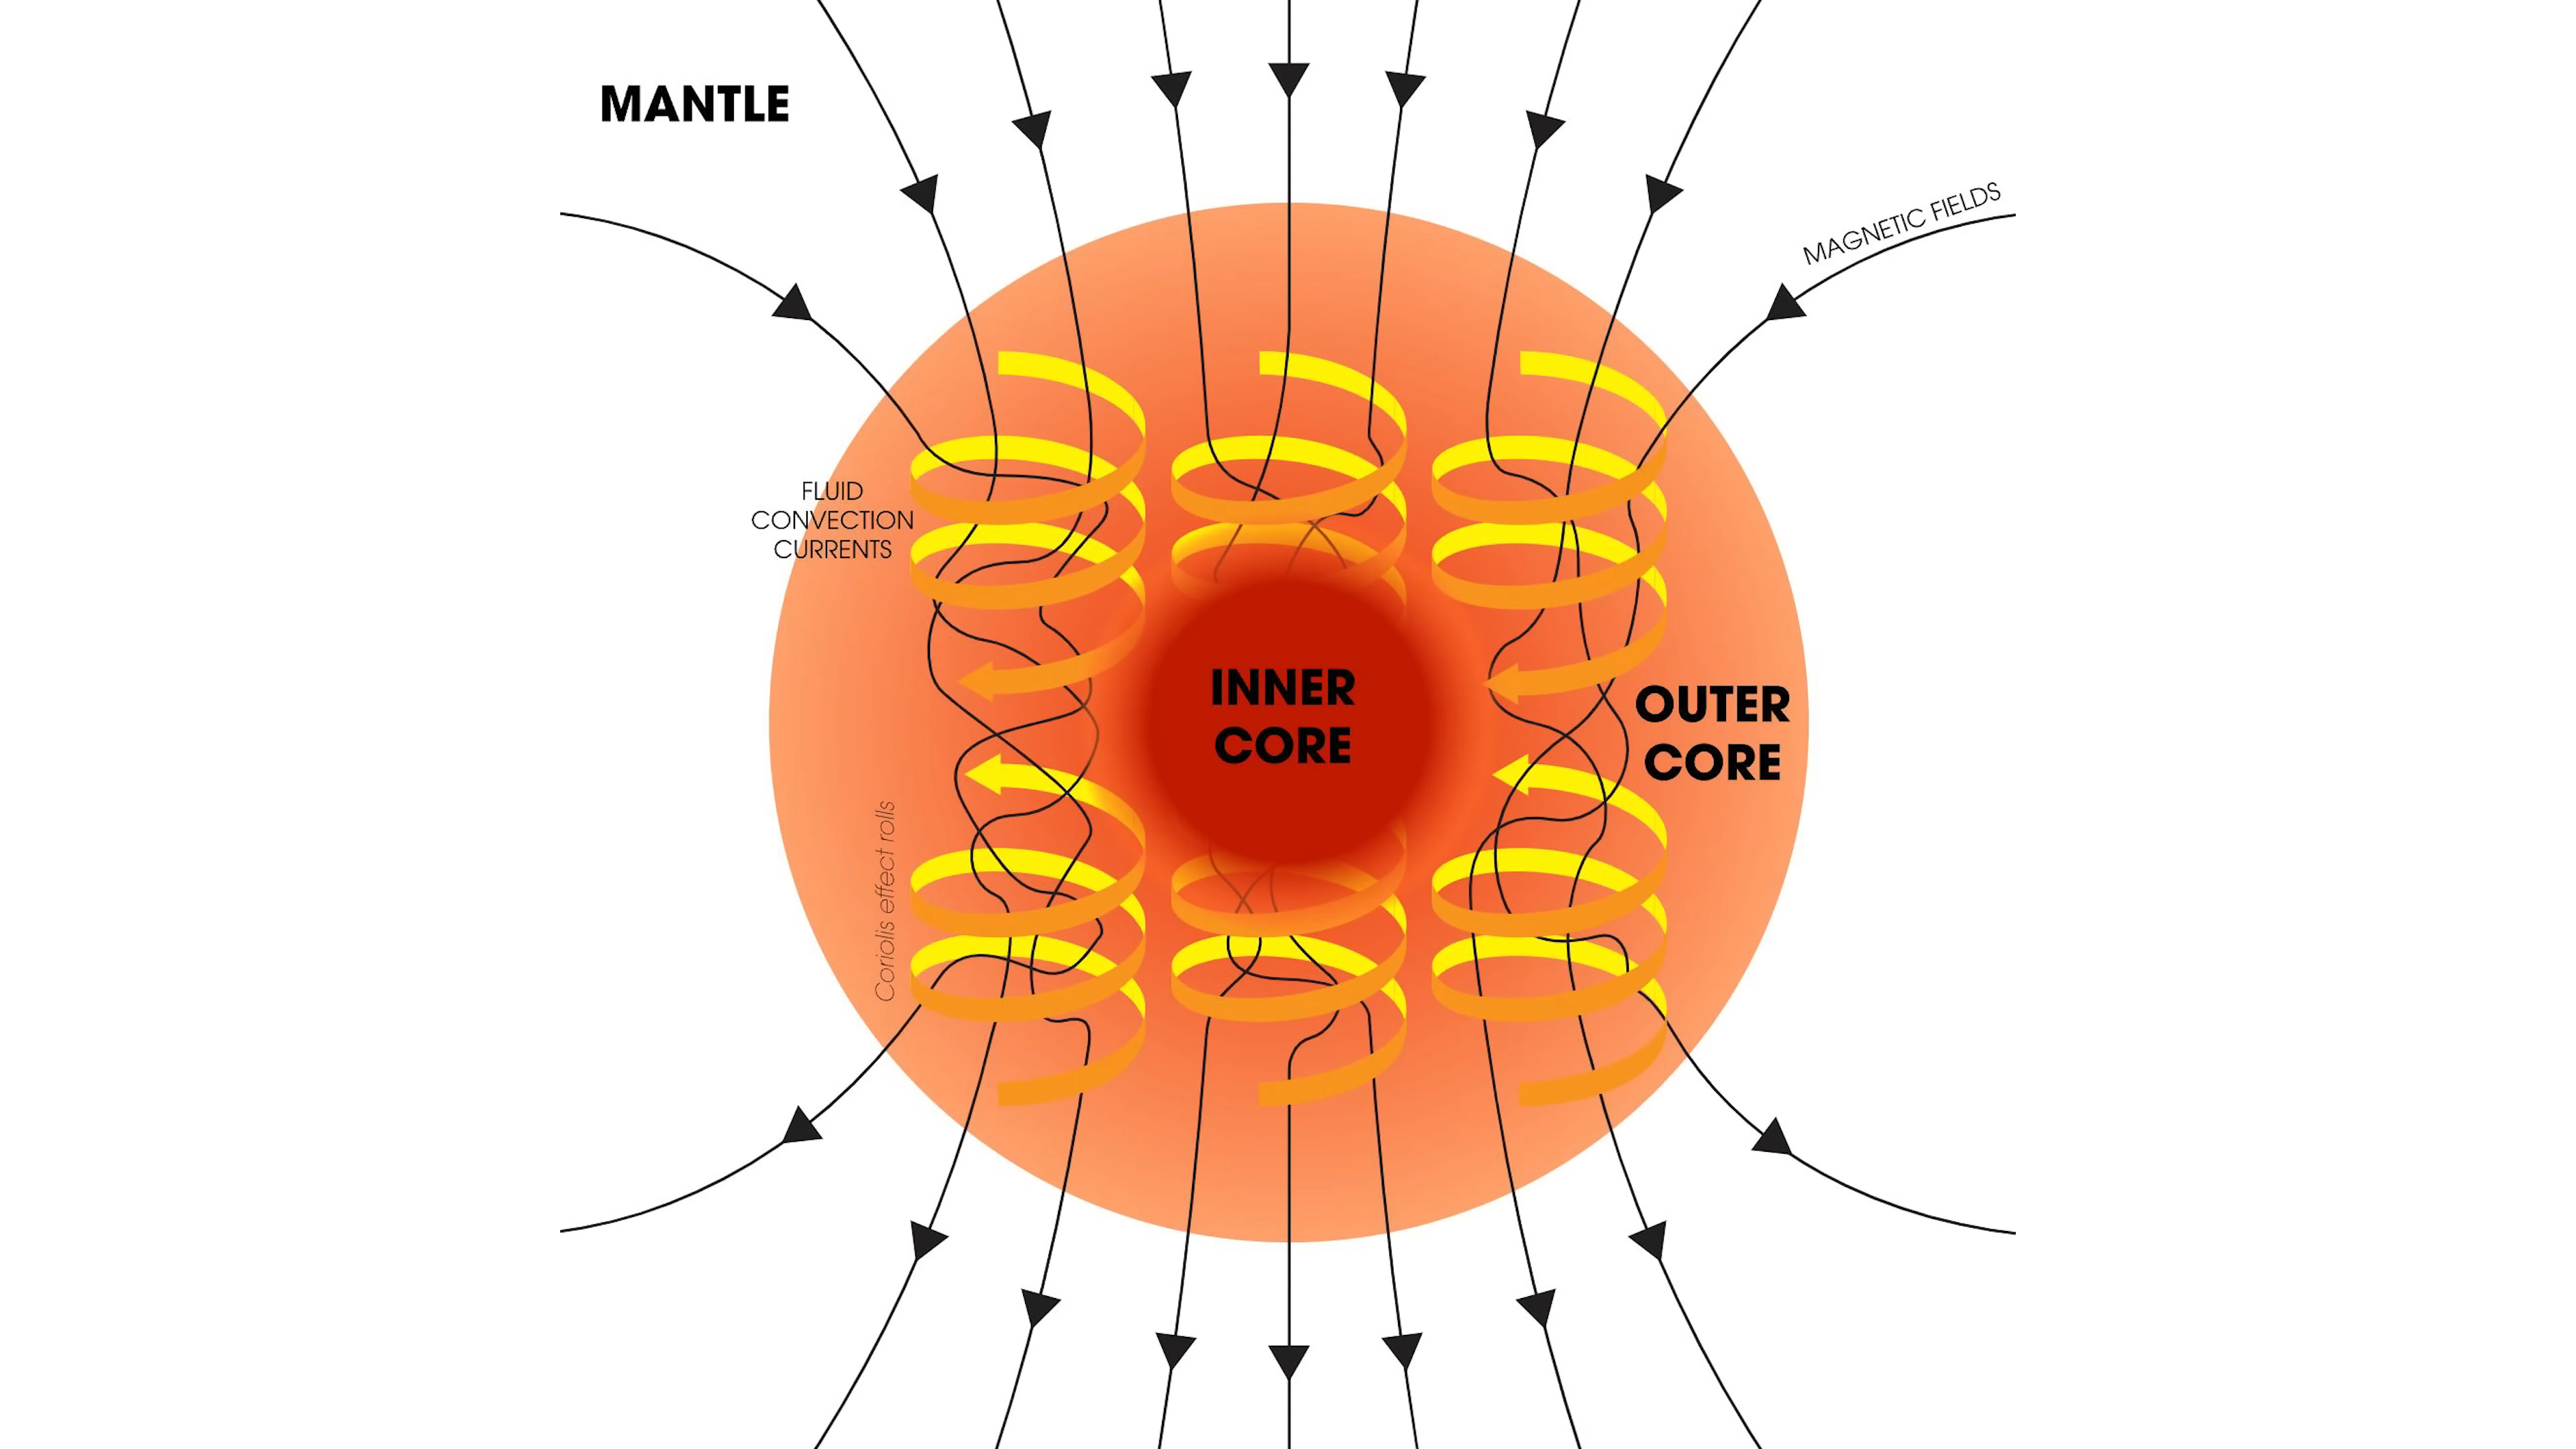 MANTLE
MAGNETIC FIELDS
FLUID
CONVECTION
CURRENTS
INNER
CORE
OUTER
CORE
Coriolis effect rolls